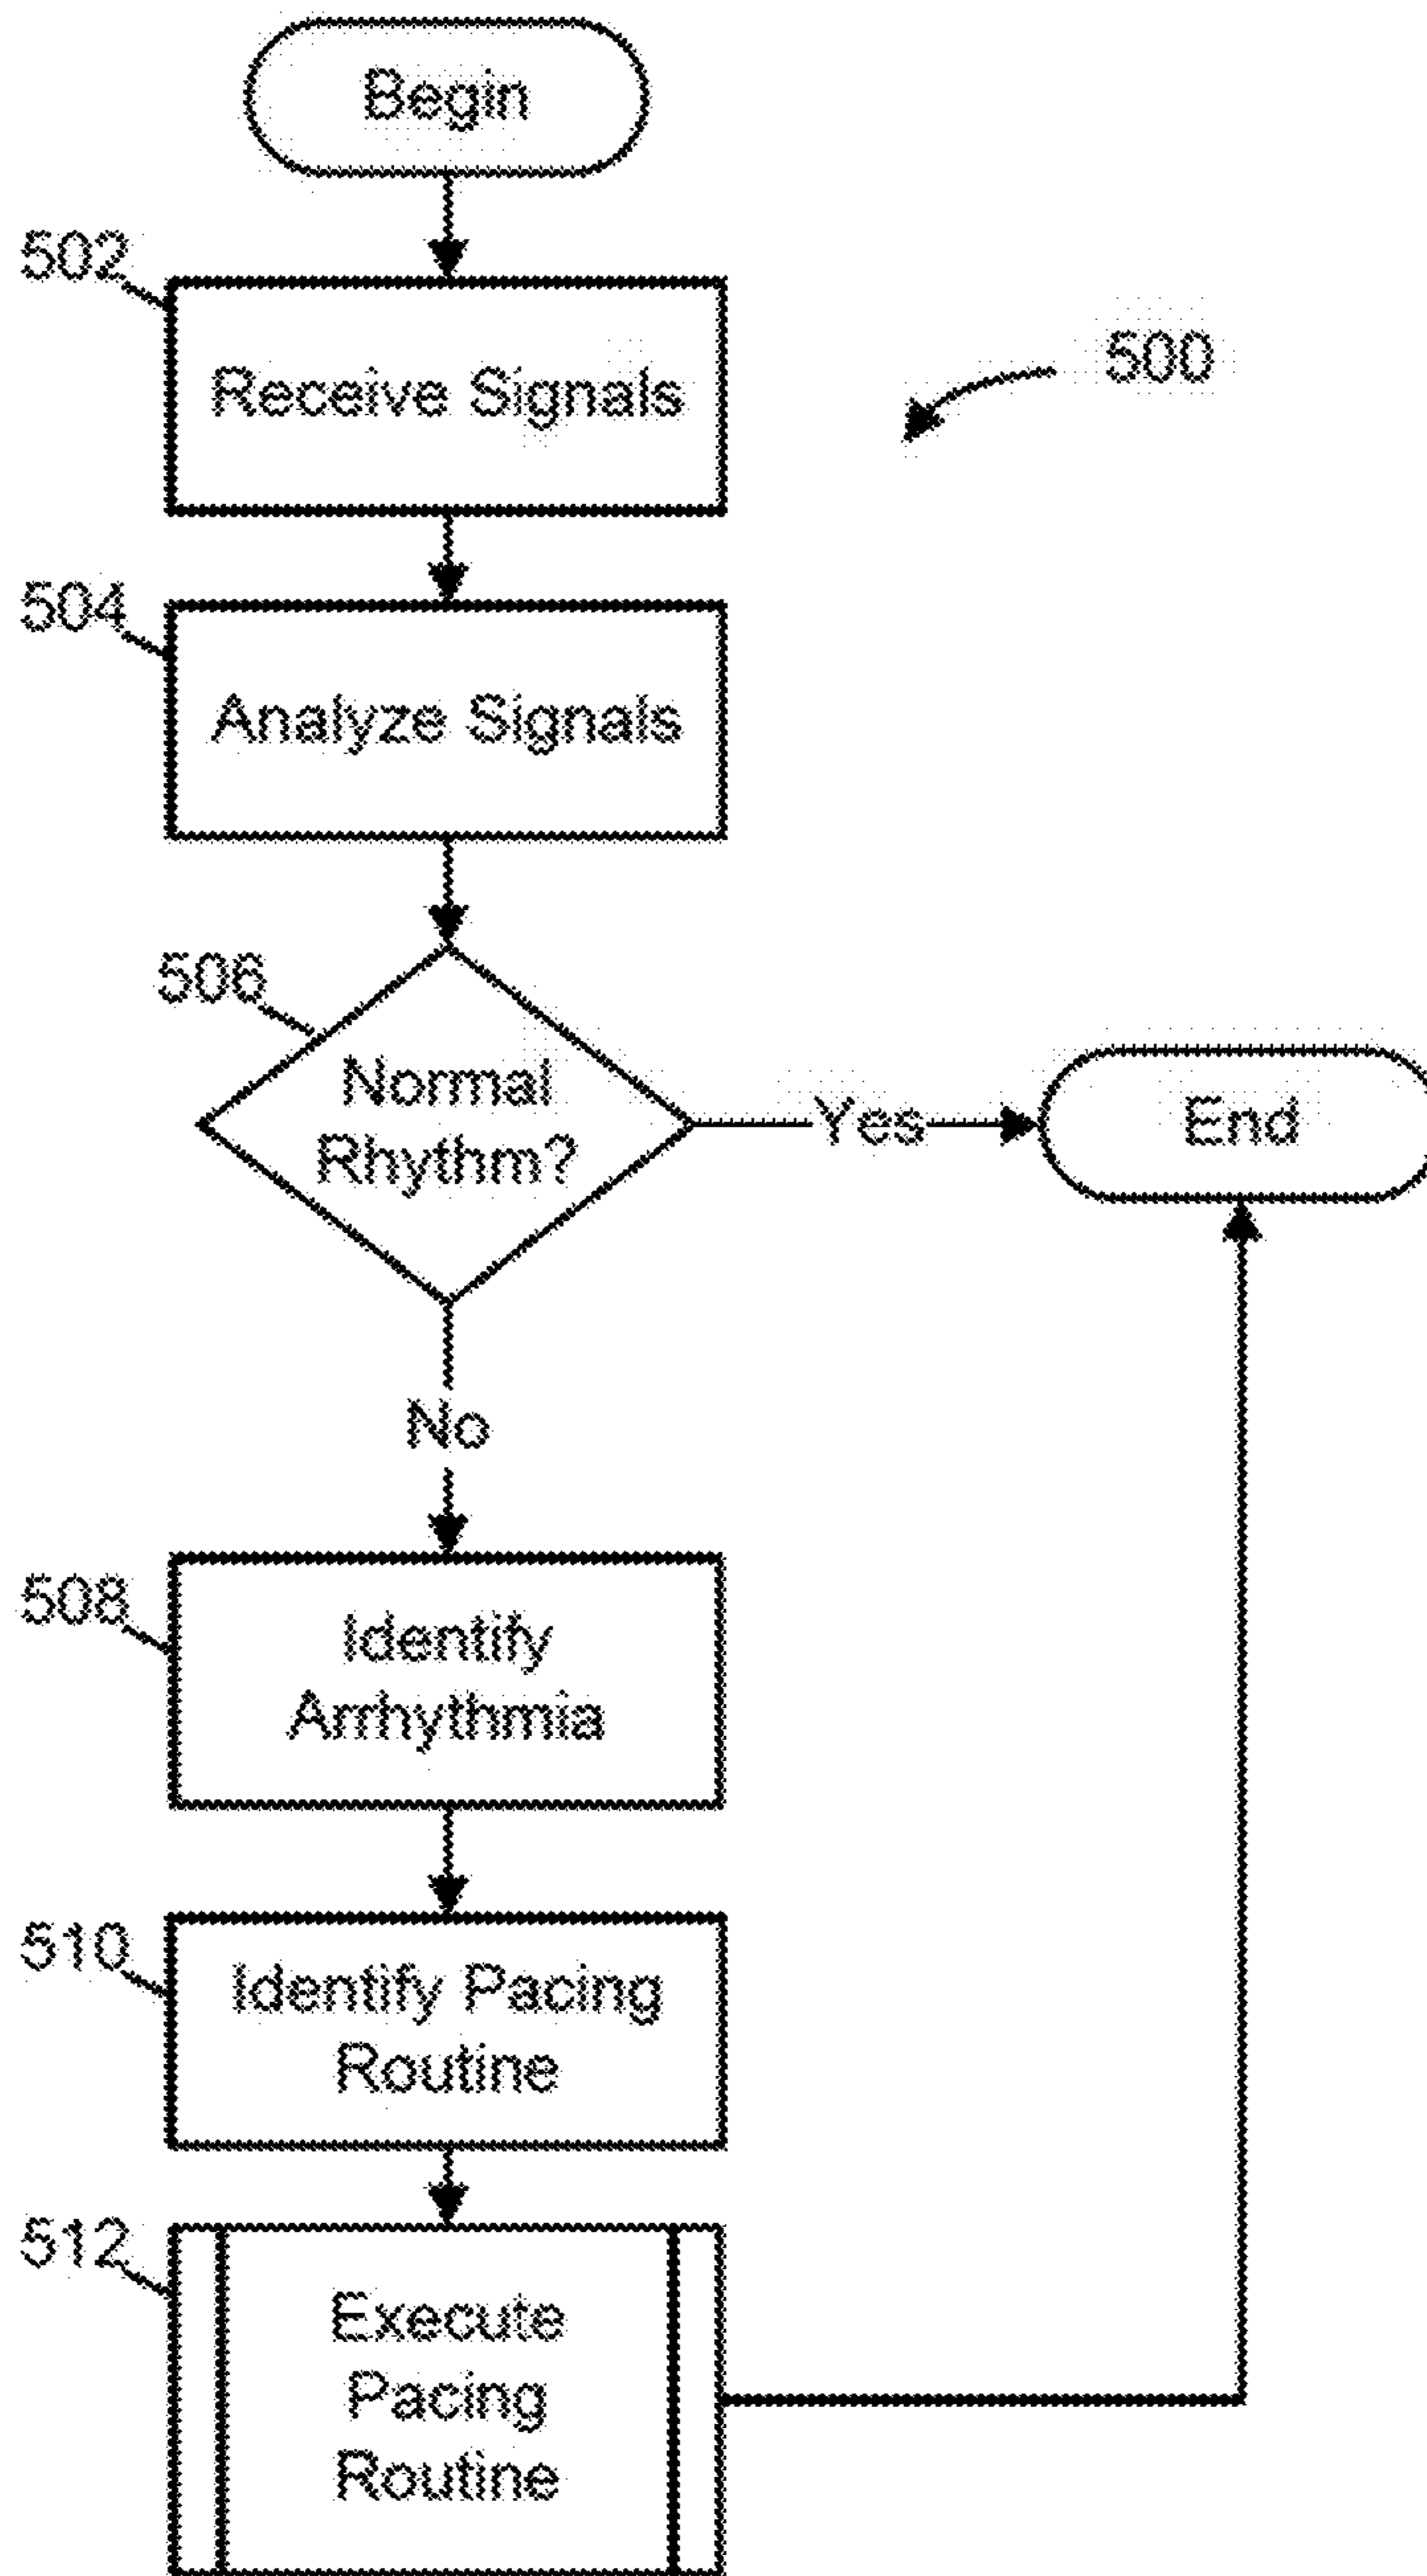 Begin
502
Receive Signals
500
504
Analyze Signals
506
Normal
Rhythm?
Yes
End
No
508
Identify
Arrhythmia
510
Identify Pacing
Routine
512
Execute
Pacing
Routine